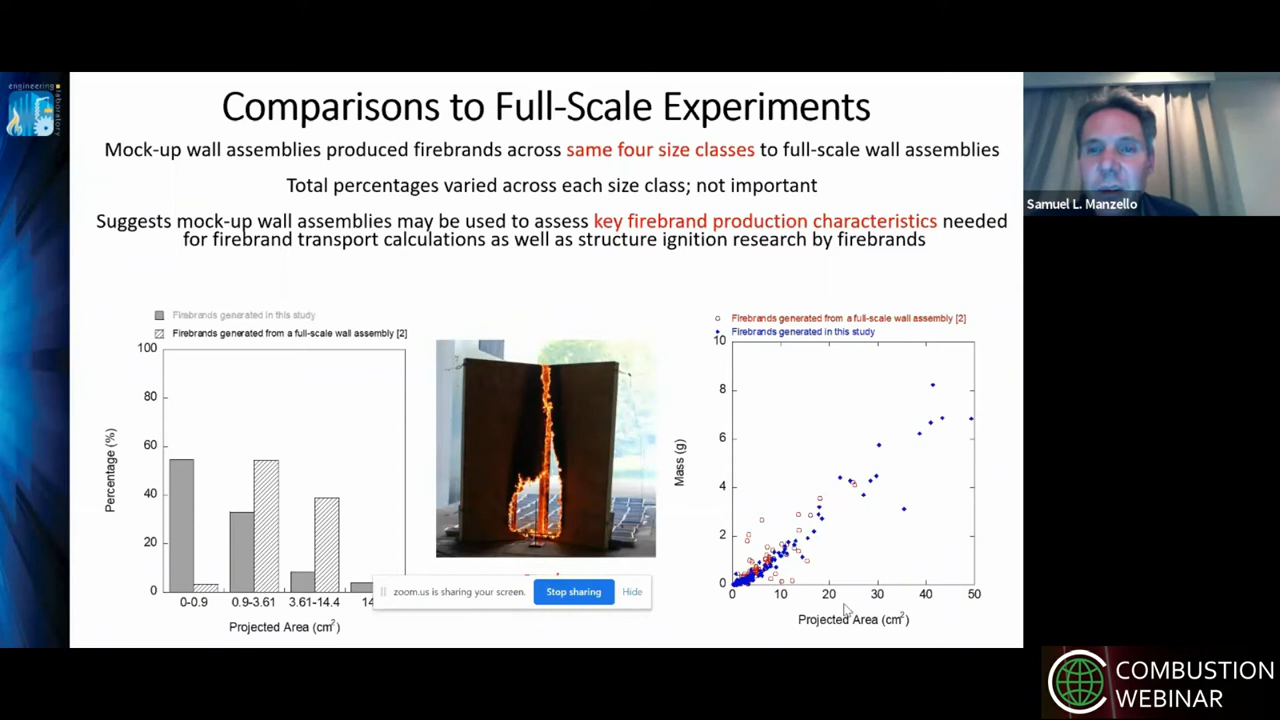 engineering
laboratory
Comparisons to Full-Scale Experiments
Mock-up wall assemblies produced firebrands across same four size classes to full-scale wall assemblies
Total percentages varied across each size class; not important
Suggests mock-up wall assemblies may be used to assess key firebrand production characteristics needed
for firebrand transport calculations as well as structure ignition research by firebrands
Samuel L. Manzello
Firebrands generated in this study
Firebrands generated from a full-scale wall assembly [2]
100
80
60
40
20
0
Percentage (%)
0-0.9 0.9-3.61 3.61-14.4 14
Projected Area (cm2)
zoom.us is sharing your screen. Stop sharing Hide
Firebrands generated from a full-scale wall assembly [2]
Firebrands generated in this study
10
8
6
4
2
0
Mass (g)
0 10 20 30 40 50
Projected Area (cm2)
COMBUSTION
WEBINAR